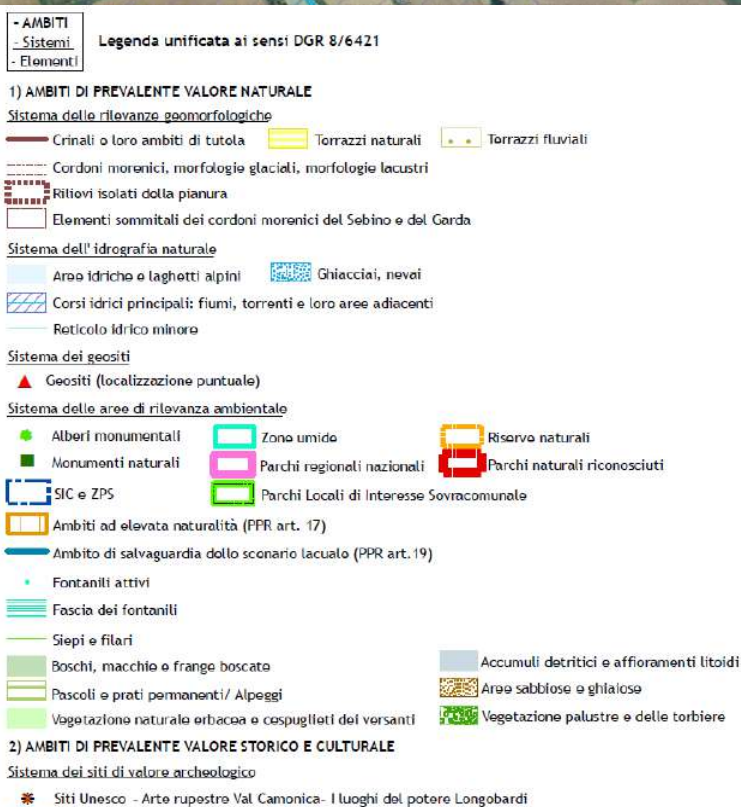 - AMBITI
- Sistemi
- Elementi
Legenda unificata ai sensi DGR 8/6421
1) AMBITI DI PREVALENTE VALORE NATURALE
Sistema delle rilevanze geomorfologiche
Crinali e loro ambiti di tutela
Terrazzi naturali
Terrazzi fluviali
Cordoni morenici, morfologie glaciali, morfologie lacustri
Rilievi isolati della pianura
Elementi sommitali dei cordoni morenici del Sebino e del Garda
Sistema dell'idrografia naturale
Aree idriche e laghetti alpini
Ghiacciai, nevai
Corsi idrici principali: fiumi, torrenti e loro aree adiacenti
Reticolo idrico minore
Sistema dei geositi
Geositi (localizzazione puntuale)
Sistema delle aree di rilevanza ambientale
Alberi monumentali
Zone umide
Riserve naturali
Monumenti naturali
Parchi regionali nazionali
Parchi naturali riconosciuti
SIC e ZPS
Parchi Locali di Interesse Sovracomunale
Ambiti ad elevata naturalità (PPR art. 17)
Ambito di salvaguardia dello scenario lacuale (PPR art.19)
Fontanili attivi
Fascia dei fontanili
Siepi e filari
Boschi, macchie e frange boscate
Accumuli detritici e affioramenti litoidi
Pascoli e prati permanenti/ Alpeggi
Aree sabbiose e ghiaiose
Vegetazione naturale erbacea e cespuglieti dei versanti
Vegetazione palustre e delle torbiere
2) AMBITI DI PREVALENTE VALORE STORICO E CULTURALE
Sistema dei siti di valore archeologico
Siti Unesco - Arte rupestre Val Camonica- I luoghi del potere Longobardi